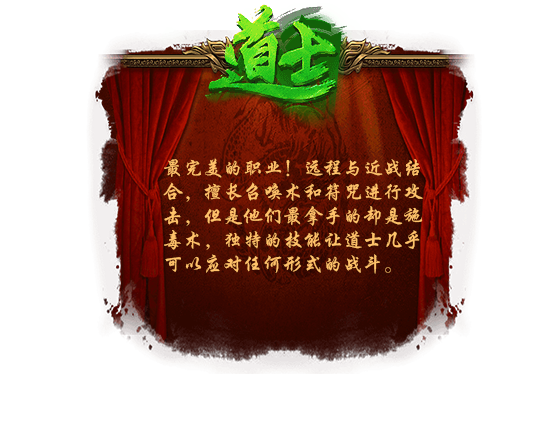 道士
最完美的职业！远程与近战结
合，擅长召唤术和符咒进行攻
击，但是他们最拿手的却是施
毒术，独特的技能让道士几乎
可以应对任何形式的战斗。